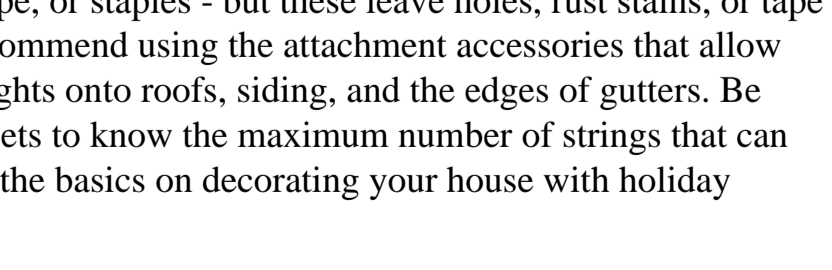 pe, or staples - but these leave holes, rust stains, or tape
ommend using the attachment accessories that allow
ghts onto roofs, siding, and the edges of gutters. Be
ets to know the maximum number of strings that can
the basics on decorating your house with holiday